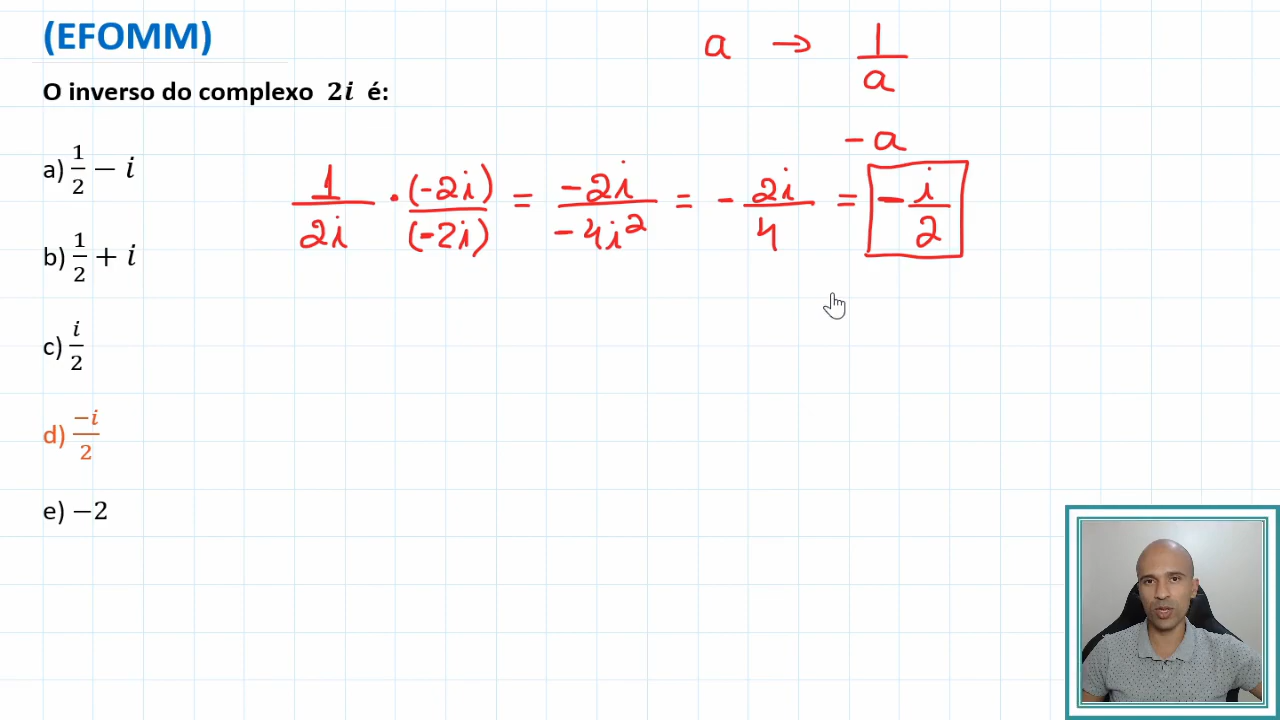 (EFOMM)
a → 1/a
O inverso do complexo 2i é:
-a
a) 1/2 − i
1/2i · (-2i)/(-2i) = -2i/-4i² = - 2i/4 = - i/2
b) 1/2 + i
c) i/2
d) −i/2
e) −2